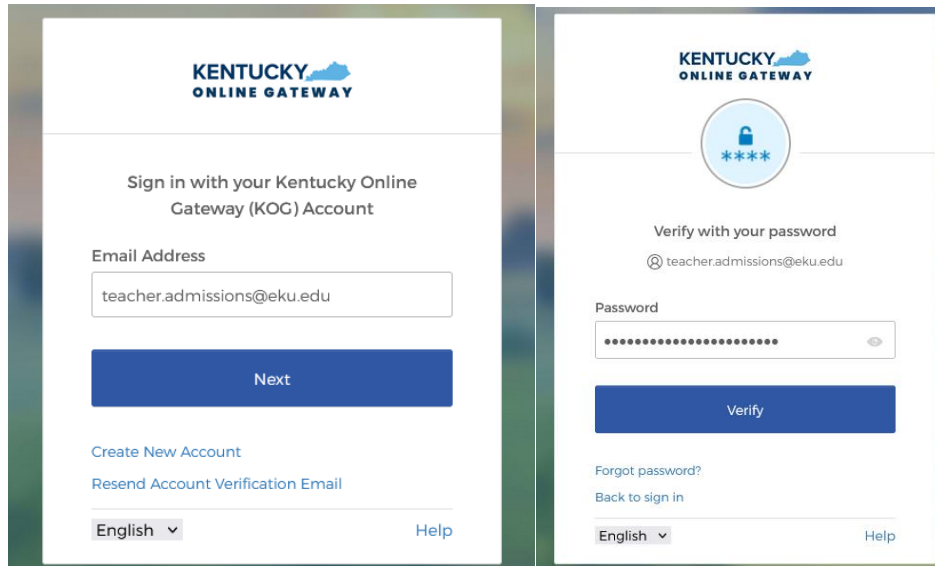 KENTUCKY
ONLINE GATEWAY
Sign in with your Kentucky Online
Gateway (KOG) Account
Email Address
teacher.admissions@eku.edu
Next
Create New Account
Resend Account Verification Email
English
Help
KENTUCKY
ONLINE GATEWAY
****
Verify with your password
teacher.admissions@eku.edu
Password
•••••••••••••••••••••••
Verify
Forgot password?
Back to sign in
English
Help